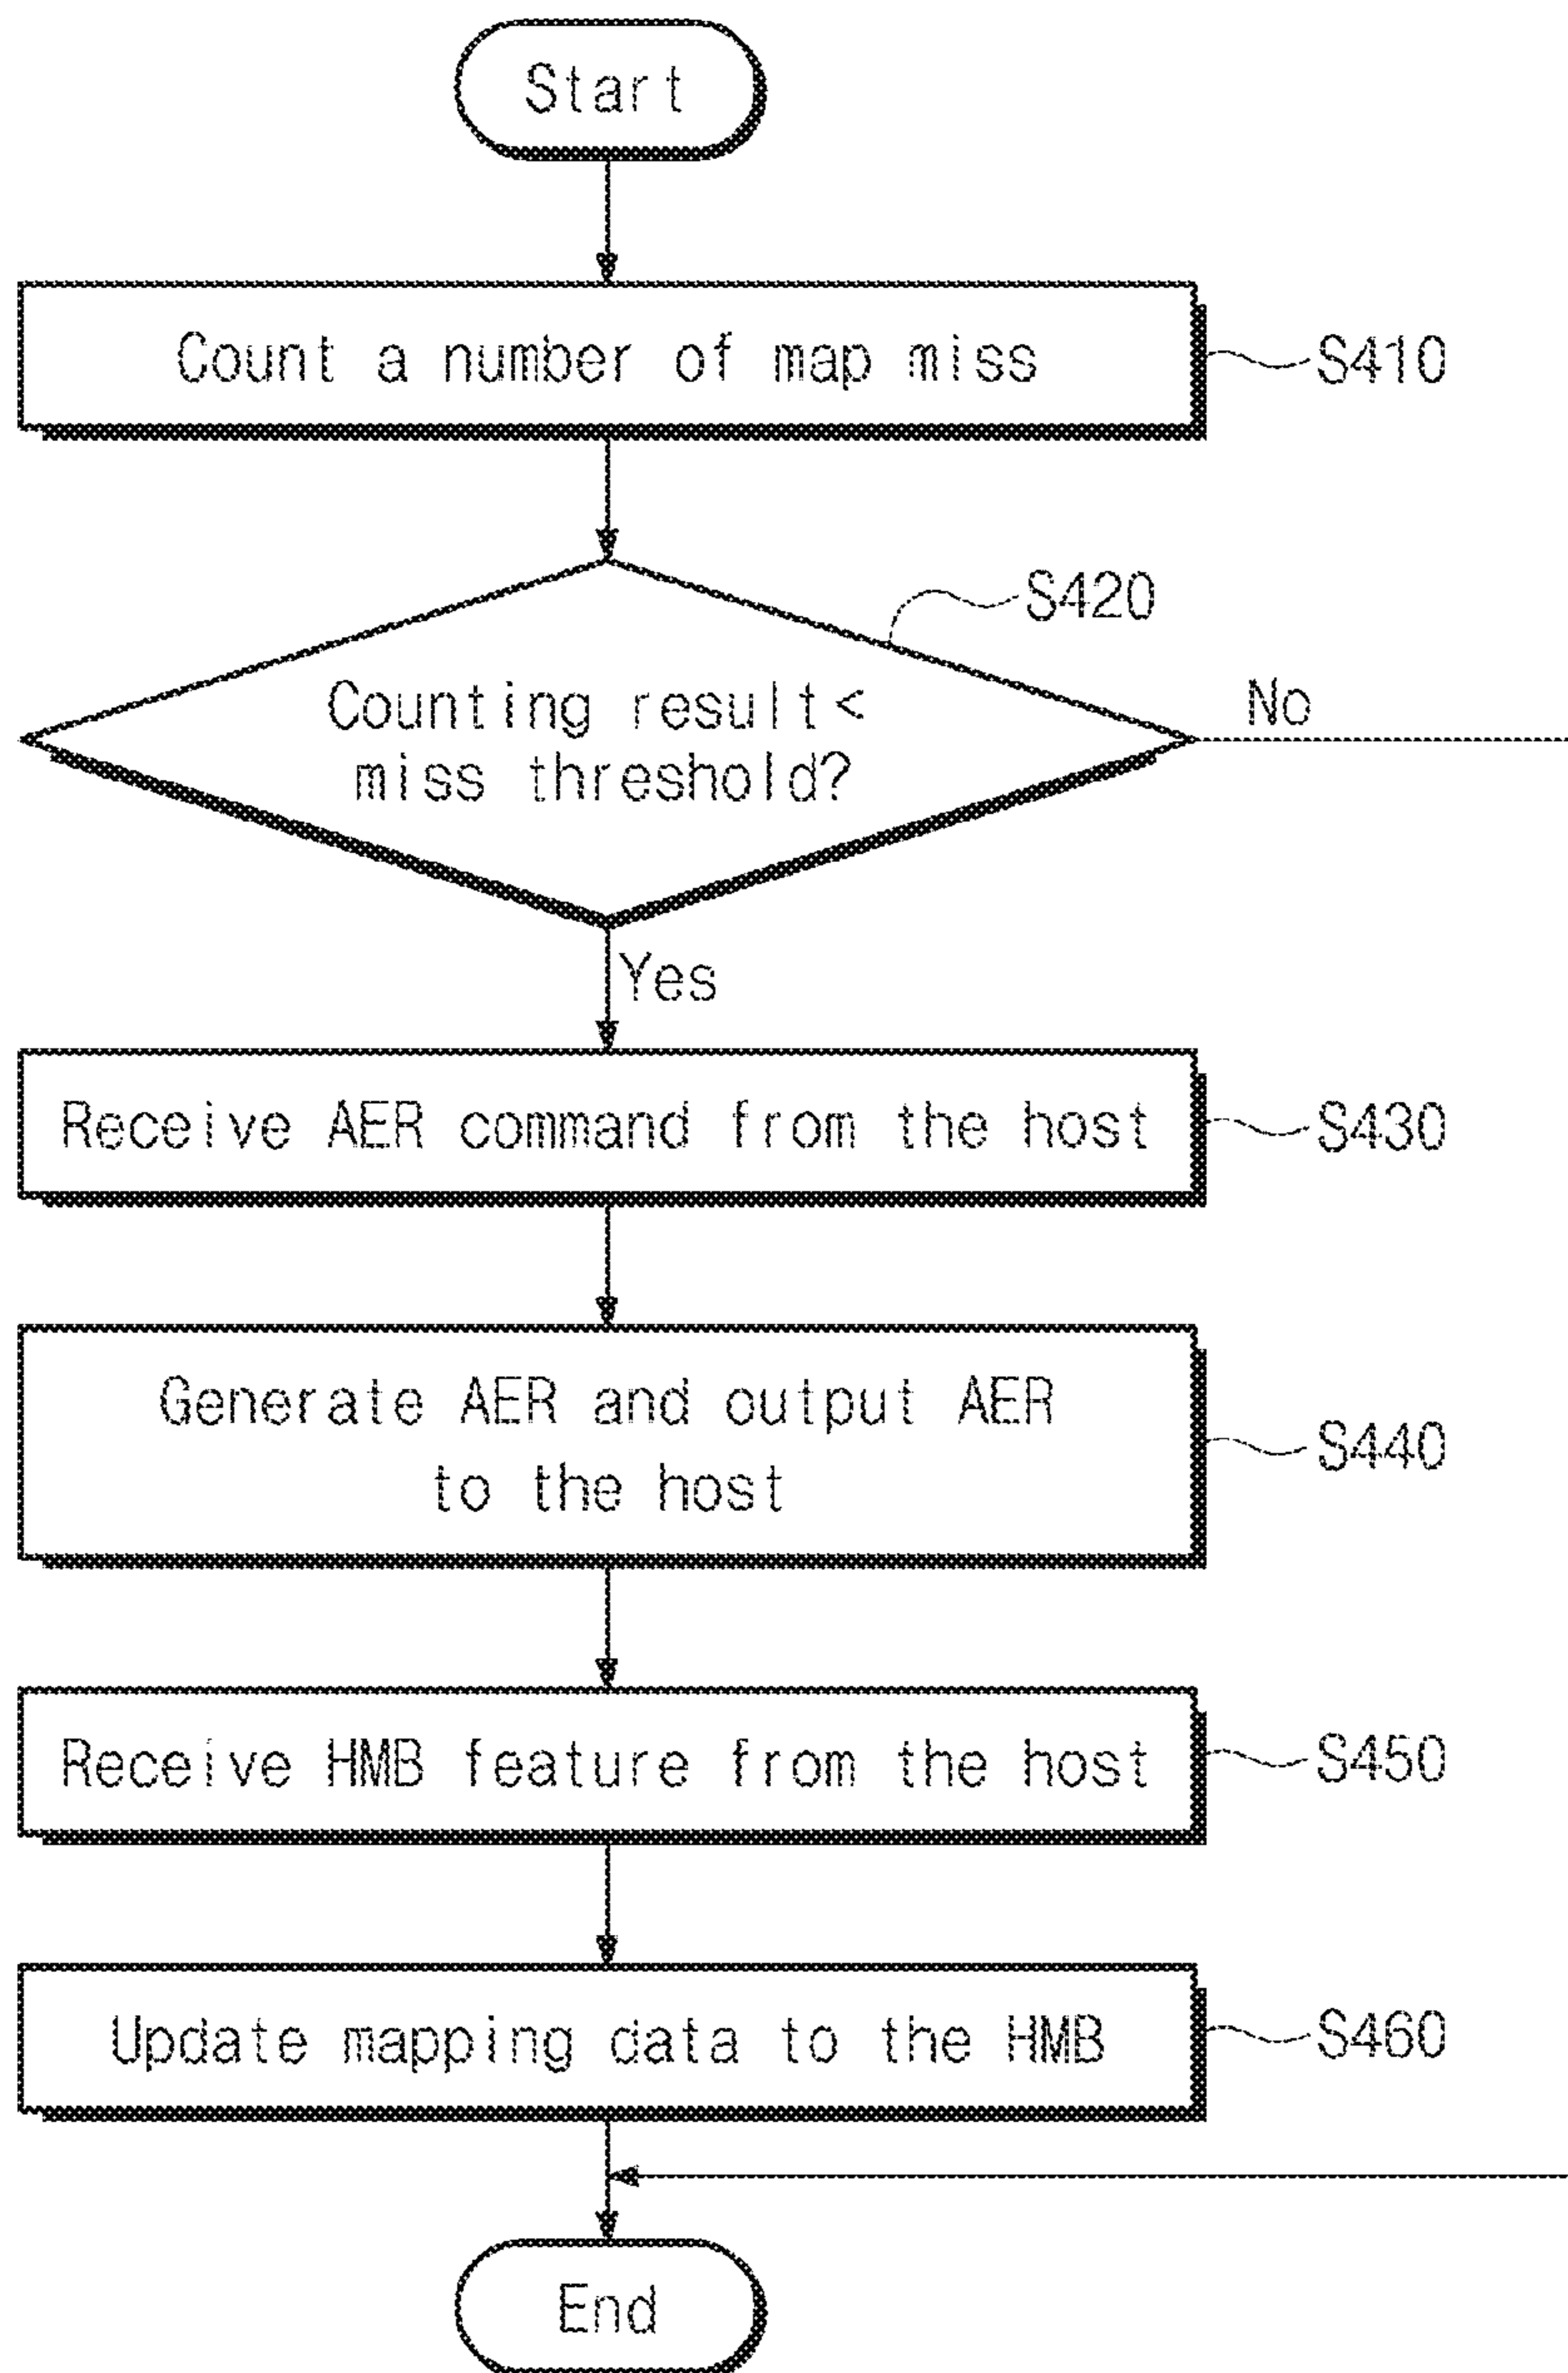 Start
Count a number of map miss
S410
S420
Counting result<
miss threshold?
No
Yes
Receive AER command from the host
S430
Generate AER and output AER
to the host
S440
Receive HMB feature from the host
S450
Update mapping data to the HMB
S460
End